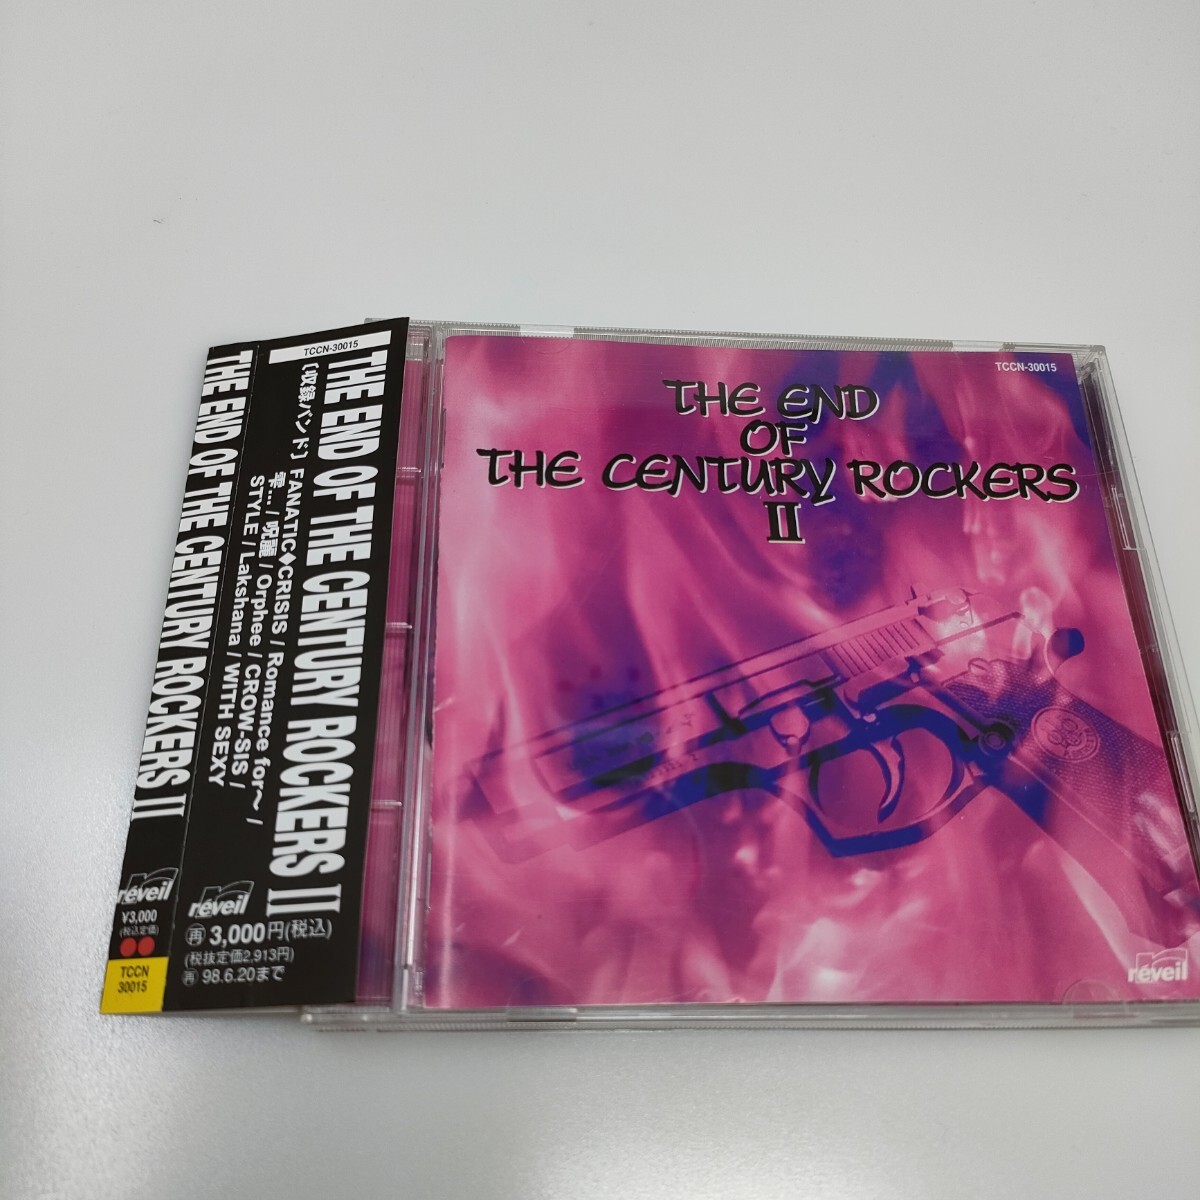 THE END OF THE CENTURY ROCKERS II
réveil
¥3,000
(税込定価)
TCCN
30015
TCCN-30015
THE END OF THE CENTURY ROCKERS II
〔収録バンド〕 FANATIC◆CRISIS / Romance for〜 /
雫... / 呪麗 / Orphee / CROW-SIS /
STYLE / Lakshana / WITH SEXY
réveil
再 3,000円(税込)
(税抜定価2,913円)
再 98.6.20まで
TCCN-30015
THE END
OF
THE CENTURY ROCKERS
II
réveil